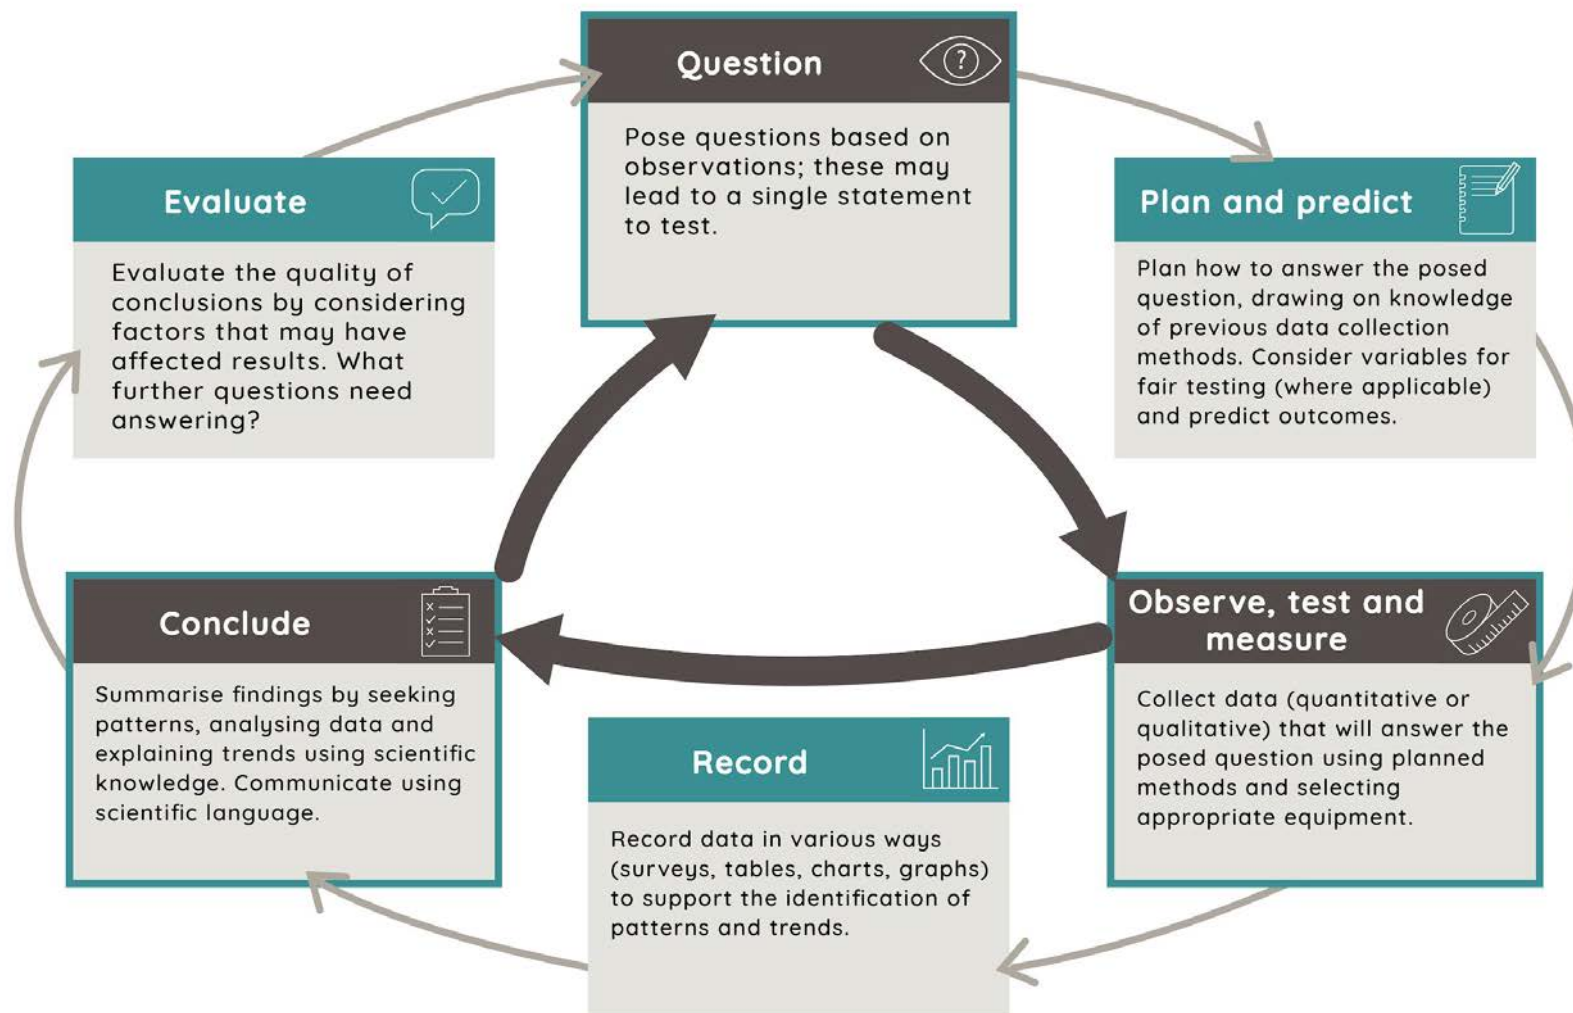 Question
?
Pose questions based on
observations; these may
lead to a single statement
to test.
Plan and predict
Plan how to answer the posed
question, drawing on knowledge
of previous data collection
methods. Consider variables for
fair testing (where applicable)
and predict outcomes.
Observe, test and
measure
Collect data (quantitative or
qualitative) that will answer the
posed question using planned
methods and selecting
appropriate equipment.
Record
Record data in various ways
(surveys, tables, charts, graphs)
to support the identification of
patterns and trends.
Conclude
Summarise findings by seeking
patterns, analysing data and
explaining trends using scientific
knowledge. Communicate using
scientific language.
Evaluate
Evaluate the quality of
conclusions by considering
factors that may have
affected results. What
further questions need
answering?